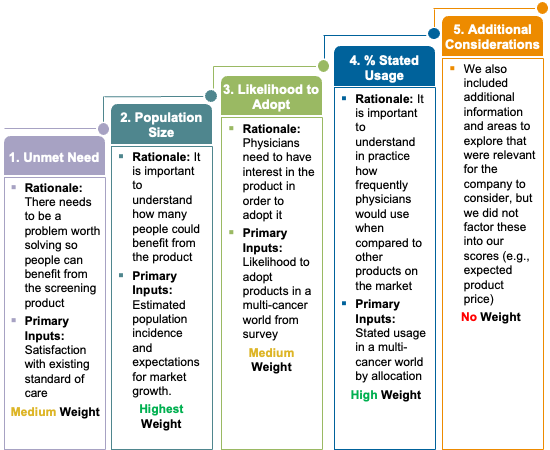 1. Unmet Need
Rationale:
There needs
to be a
problem worth
solving so
people can
benefit from
the screening
product
Primary
Inputs:
Satisfaction
with existing
standard of
care
Medium Weight
2. Population
Size
Rationale: It
is important
to
understand
how many
people could
benefit from
the product
Primary
Inputs:
Estimated
population
incidence
and
expectations
for market
growth.
Highest
Weight
3. Likelihood to
Adopt
Rationale:
Physicians
need to have
interest in the
product in
order to
adopt it
Primary
Inputs:
Likelihood to
adopt
products in a
multi-cancer
world from
survey
Medium
Weight
4. % Stated
Usage
Rationale: It
is important
to
understand
in practice
how
frequently
physicians
would use
when
compared to
other
products on
the market
Primary
Inputs:
Stated usage
in a multi-
cancer world
by allocation
High Weight
5. Additional
Considerations
We also
included
additional
information
and areas to
explore that
were relevant
for the
company to
consider, but
we did not
factor these
into our
scores (e.g.,
expected
product
price)
No Weight